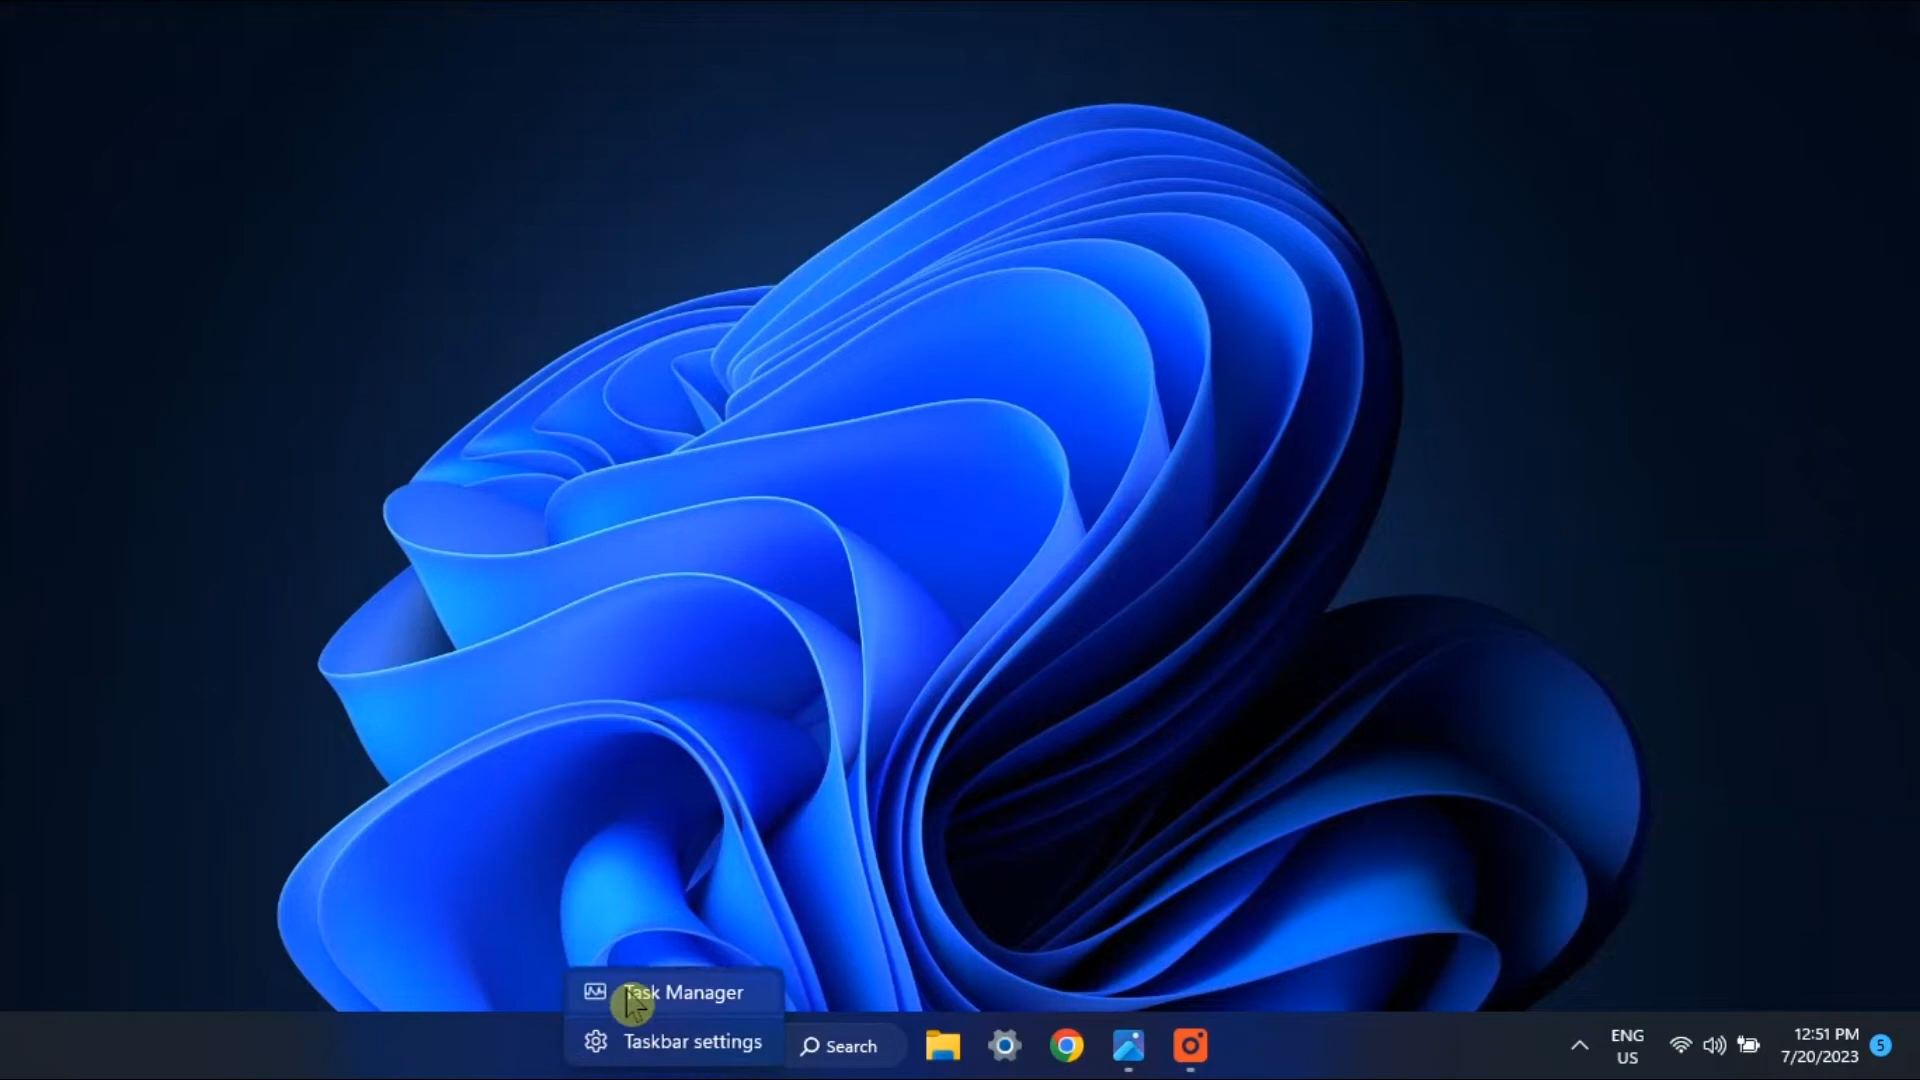 Task Manager
Taskbar settings
Search
ENG
US
12:51 PM
7/20/2023
5